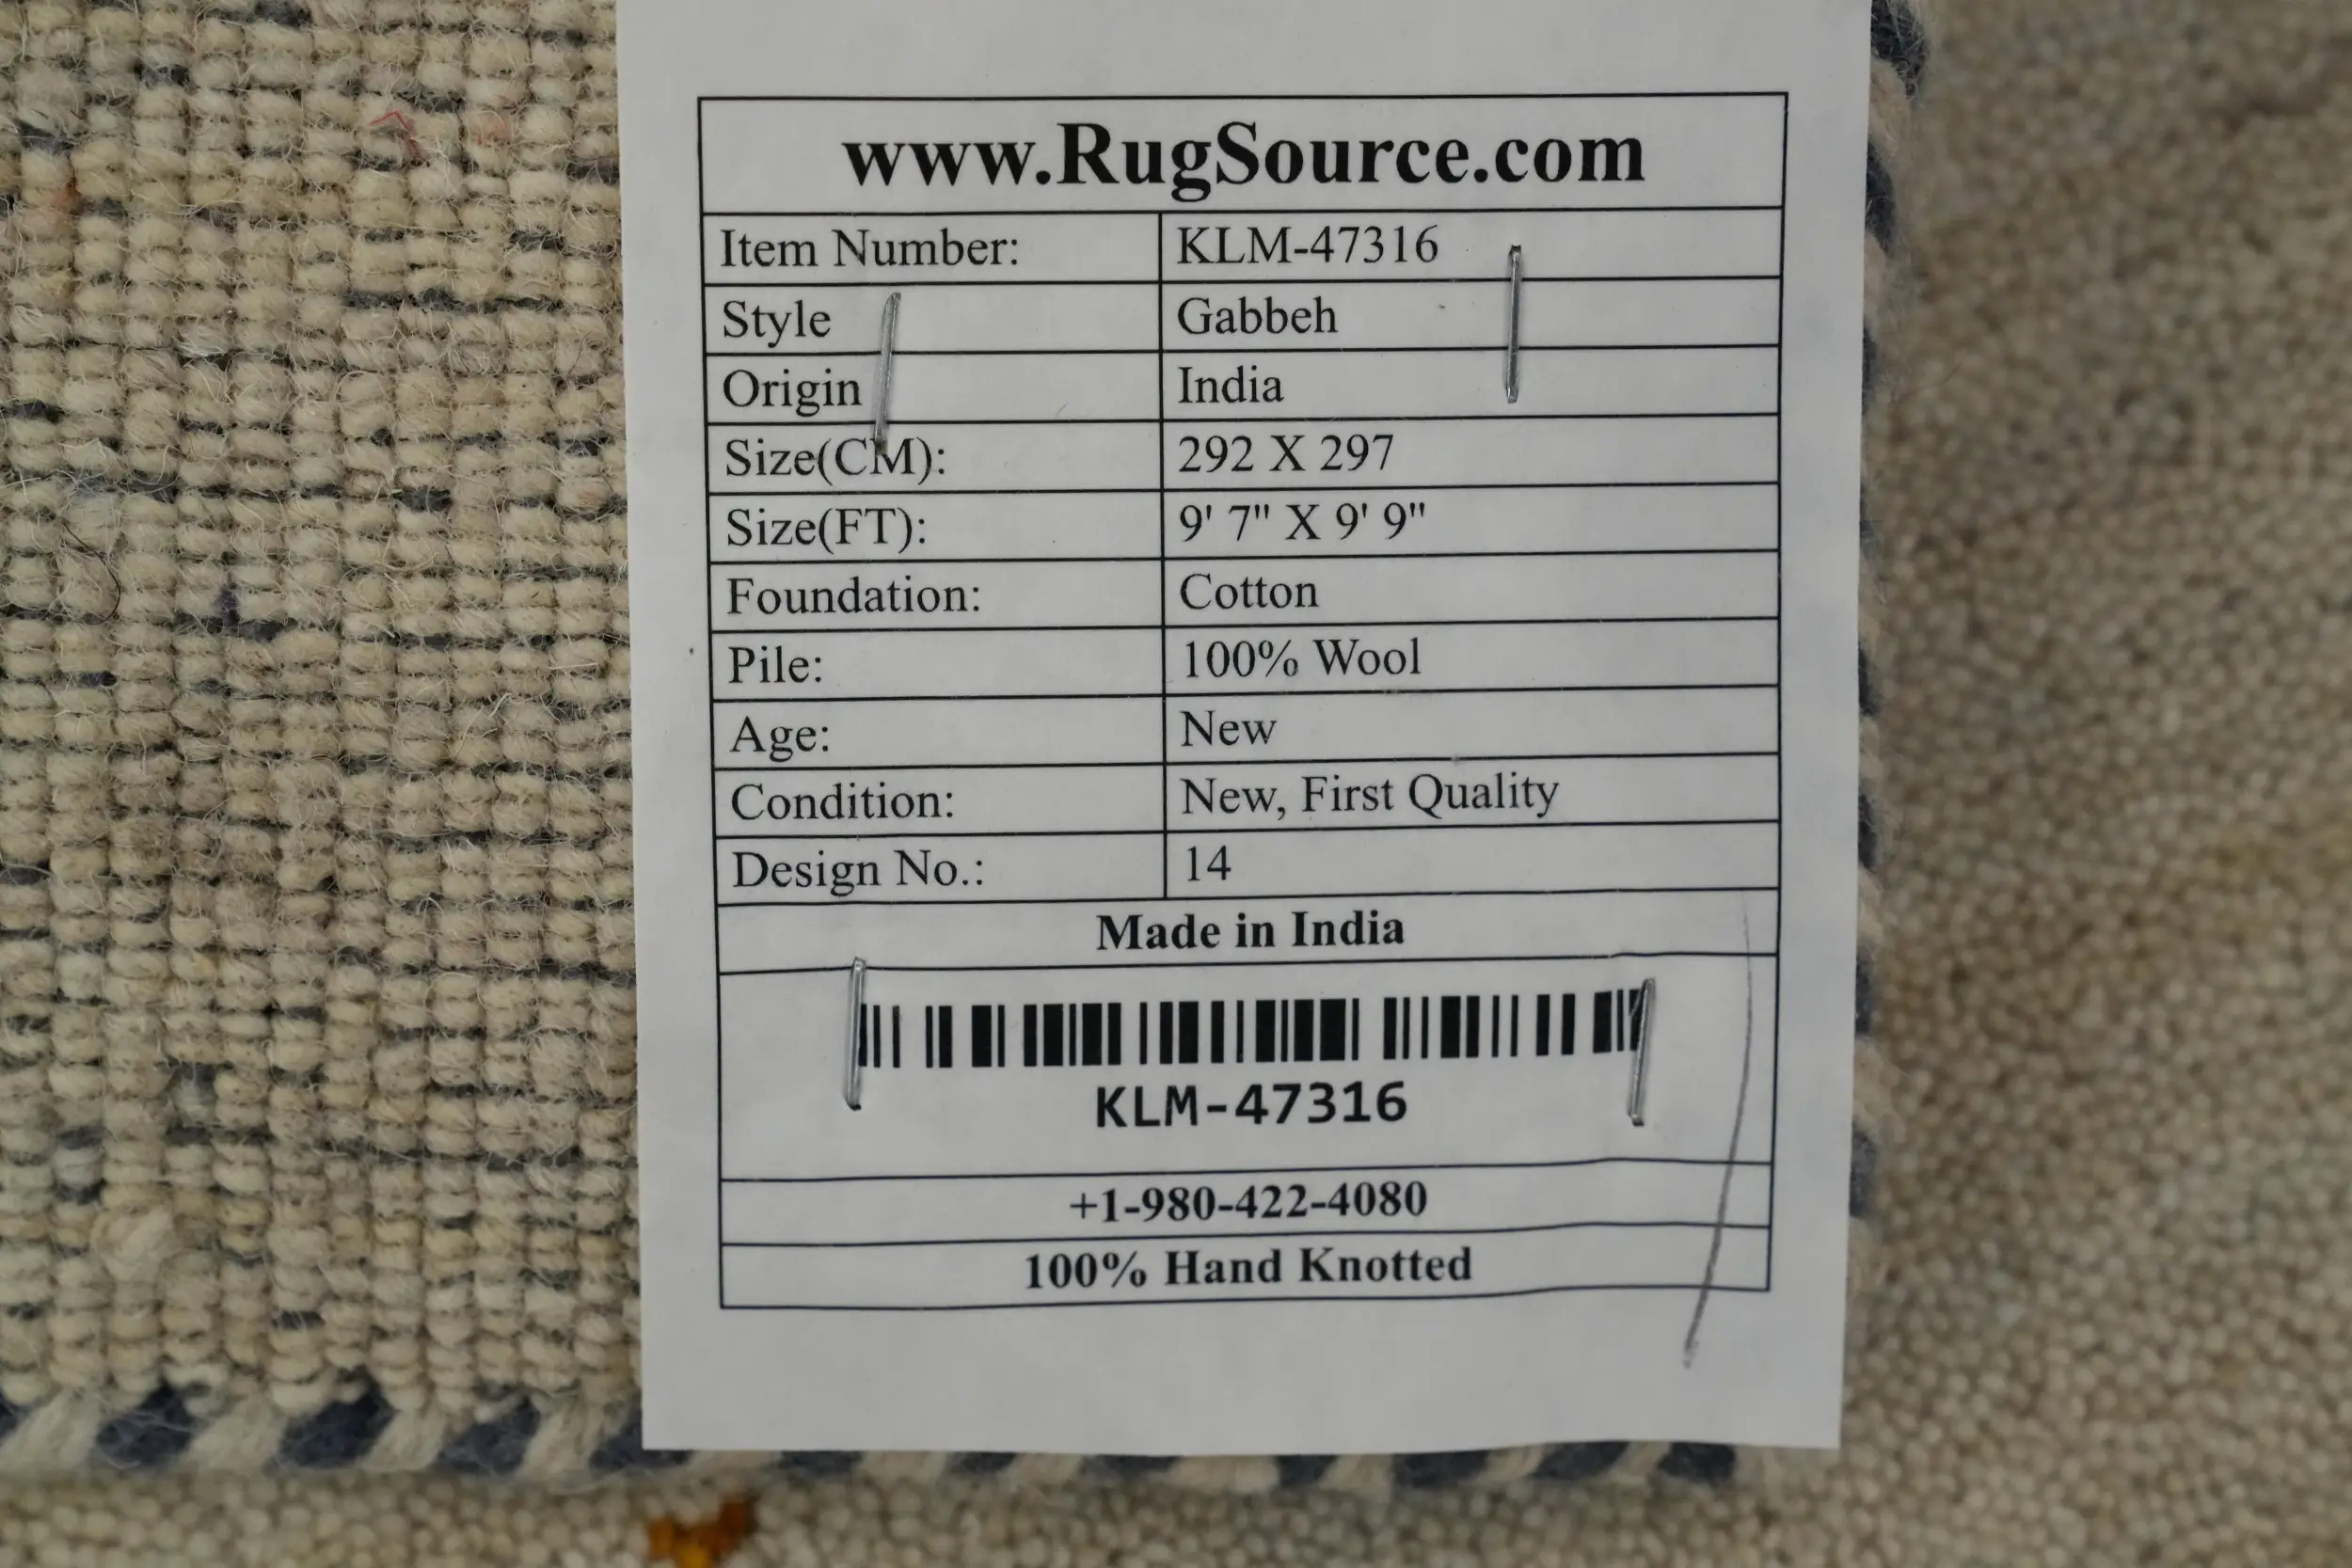 www.RugSource.com
Item Number: KLM-47316
Style Gabbeh
Origin India
Size(CM): 292 X 297
Size(FT): 9' 7" X 9' 9"
Foundation: Cotton
Pile: 100% Wool
Age: New
Condition: New, First Quality
Design No.: 14
Made in India
KLM-47316
+1-980-422-4080
100% Hand Knotted